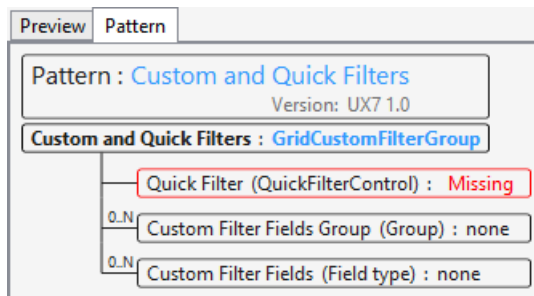 Preview Pattern
Pattern : Custom and Quick Filters
Version: UX7 1.0
Custom and Quick Filters : GridCustomFilterGroup
Quick Filter (QuickFilterControl) : Missing
0..N Custom Filter Fields Group (Group) : none
0..N Custom Filter Fields (Field type) : none